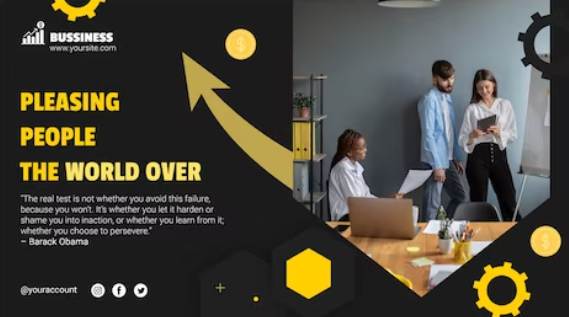 BUSSINESS
www.yoursite.com
PLEASING
PEOPLE
THE WORLD OVER
"The real test is not whether you avoid this failure,
because you won't. It's whether you let it harden or
shame you into inaction, or whether you learn from it;
whether you choose to persevere."
– Barack Obama
@youraccount